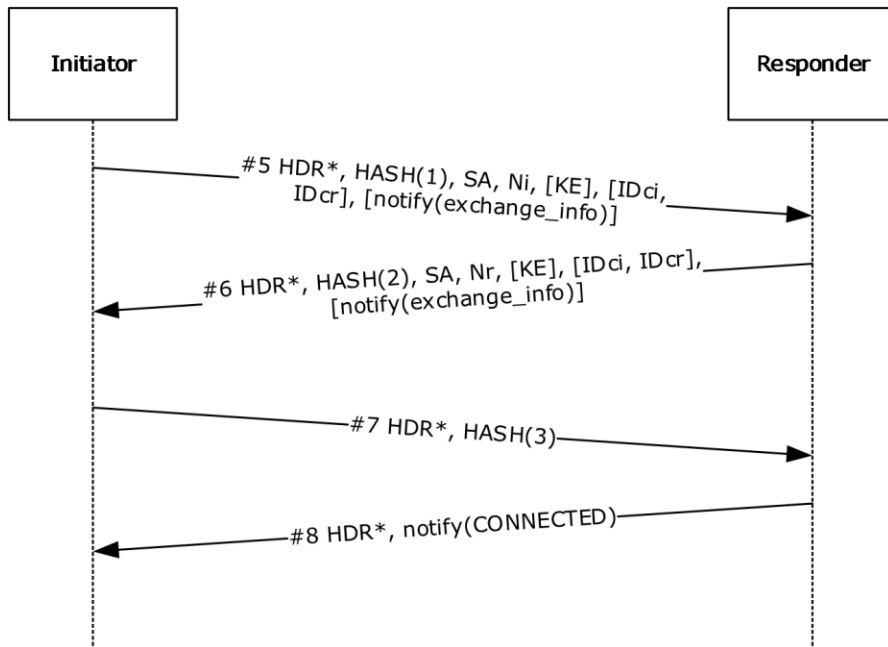 Initiator
Responder
#5 HDR*, HASH(1), SA, Ni, [KE], [IDci,
IDcr], [notify(exchange_info)]
#6 HDR*, HASH(2), SA, Nr, [KE], [IDci, IDcr],
[notify(exchange_info)]
#7 HDR*, HASH(3)
#8 HDR*, notify(CONNECTED)